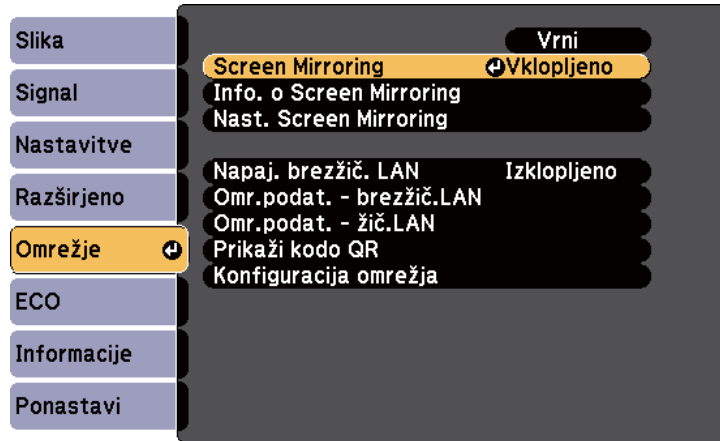 Slika
Signal
Nastavitve
Razširjeno
Omrežje
ECO
Informacije
Ponastavi
Vrni
Screen Mirroring Vklopljeno
Info. o Screen Mirroring
Nast. Screen Mirroring
Napaj. brezžič. LAN Izklopljeno
Omr.podat. - brezžič.LAN
Omr.podat. - žič.LAN
Prikaži kodo QR
Konfiguracija omrežja